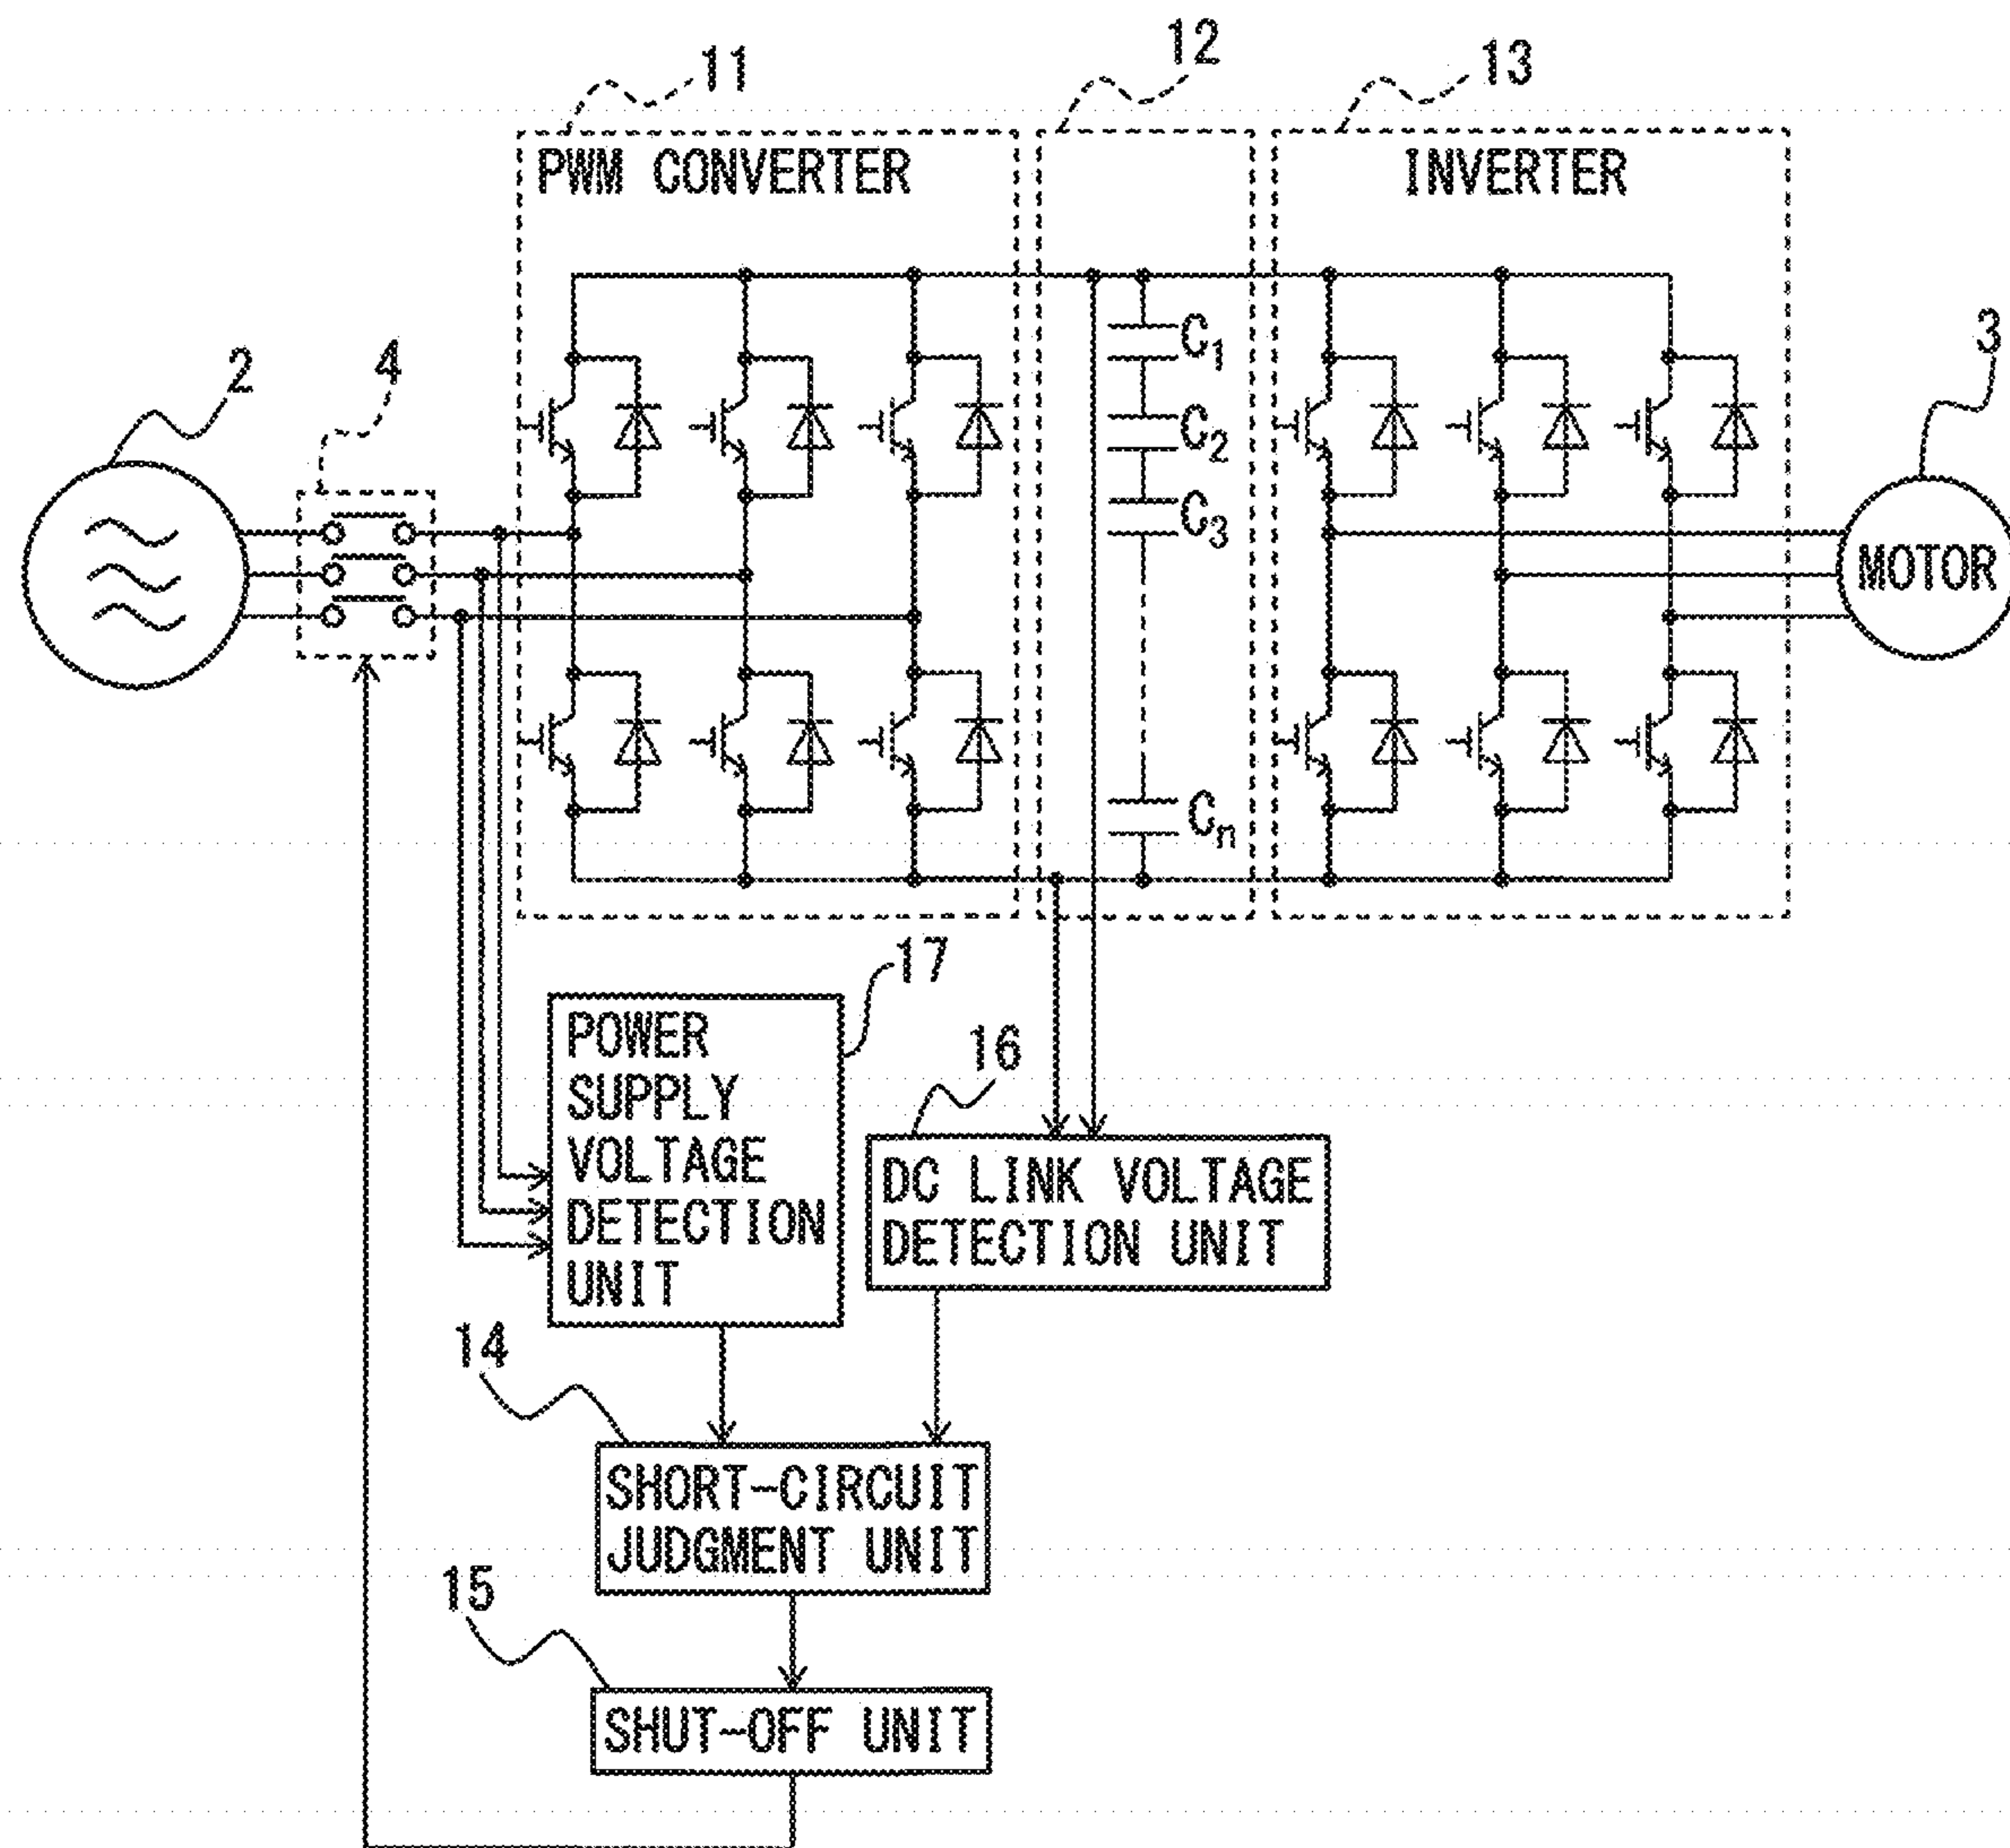 11
12
13
PWM CONVERTER
INVERTER
2
4
C1
C2
C3
Cn
3
MOTOR
17
POWER
SUPPLY
VOLTAGE
DETECTION
UNIT
16
DC LINK VOLTAGE
DETECTION UNIT
14
SHORT-CIRCUIT
JUDGMENT UNIT
15
SHUT-OFF UNIT